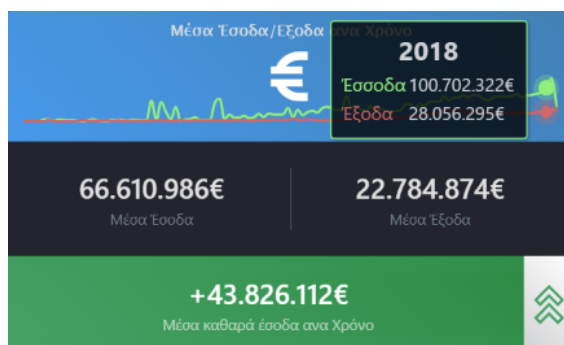 Μέσα Έσοδα/Έξοδα ανα Χρόνο
€
2018
Έσσοδα 100.702.322€
Έξοδα 28.056.295€
66.610.986€ 22.784.874€
Μέσα Έσοδα Μέσα Έξοδα
+43.826.112€
Μέσα καθαρά έσοδα ανα Χρόνο